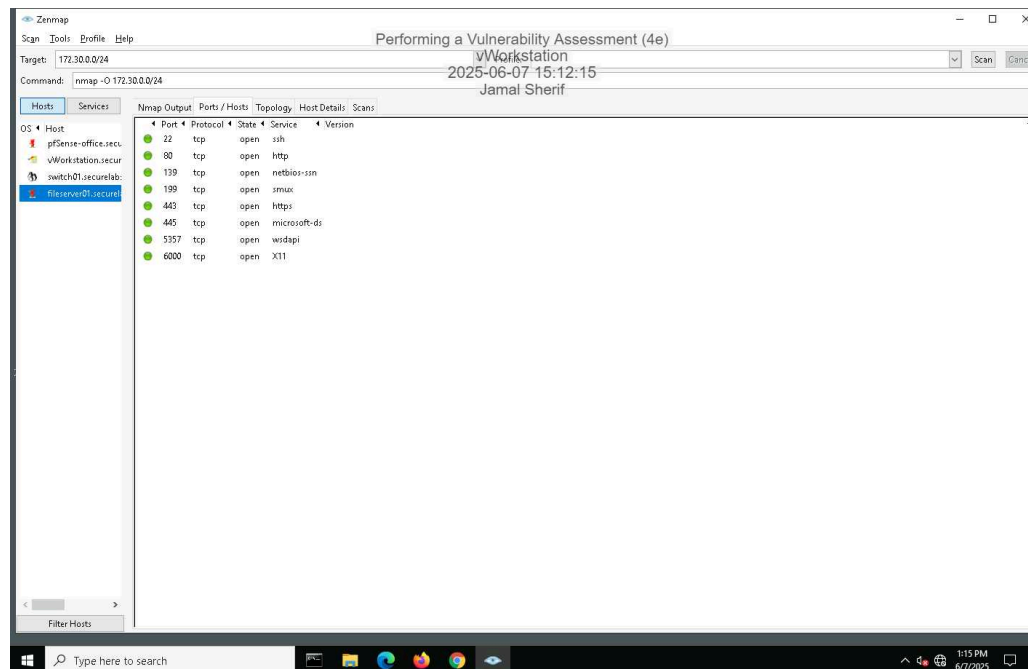 Zenmap
Scan Tools Profile Help
Performing a Vulnerability Assessment (4e)
vWorkstation
2025-06-07 15:12:15
Jamal Sherif
Target: 172.30.0.0/24
Profile:
Scan
Canc
Command: nmap -O 172.30.0.0/24
Hosts Services
Nmap Output Ports / Hosts Topology Host Details Scans
OS Host
pfSense-office.secu
vWorkstation.secur
switch01.securelab:
fileserver01.securel
Port Protocol State Service Version
22 tcp open ssh
80 tcp open http
139 tcp open netbios-ssn
199 tcp open smux
443 tcp open https
445 tcp open microsoft-ds
5357 tcp open wsdapi
6000 tcp open X11
Filter Hosts
Type here to search
1:15 PM
6/7/2025